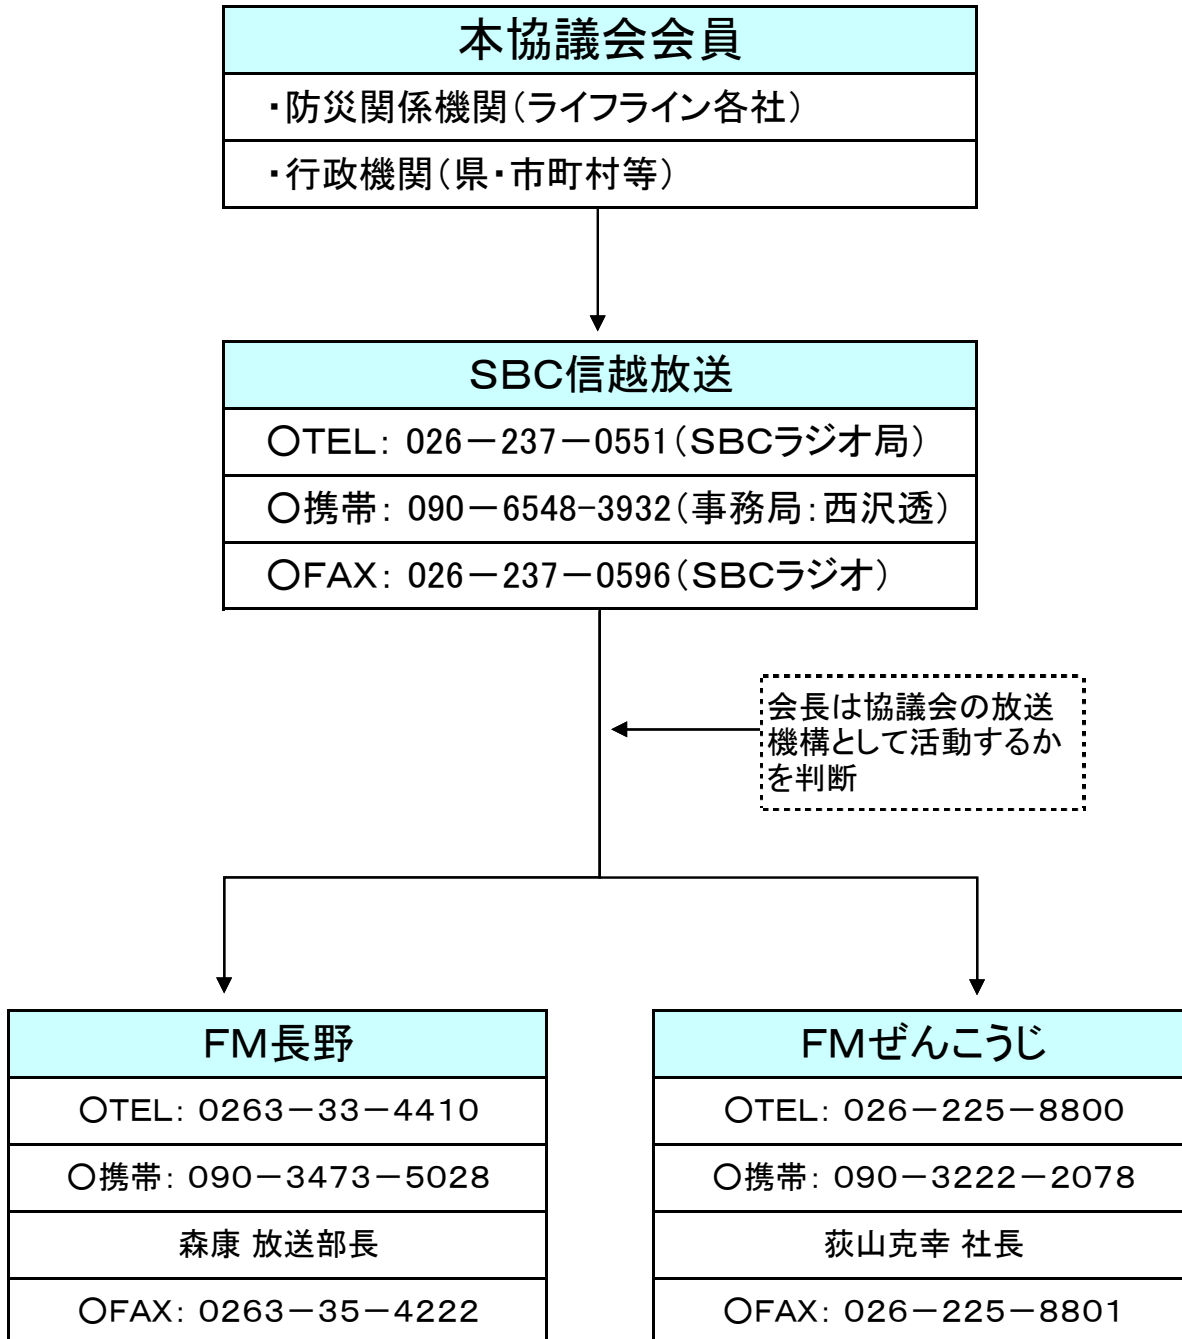 本協議会会員
・防災関係機関(ライフライン各社)
・行政機関(県・市町村等)
SBC信越放送
○TEL: 026-237-0551(SBCラジオ局)
○携帯: 090-6548-3932(事務局:西沢透)
○FAX: 026-237-0596(SBCラジオ)
会長は協議会の放送
機構として活動するか
を判断
FM長野
○TEL: 0263-33-4410
○携帯: 090-3473-5028
森康 放送部長
○FAX: 0263-35-4222
FMぜんこうじ
○TEL: 026-225-8800
○携帯: 090-3222-2078
荻山克幸 社長
○FAX: 026-225-8801